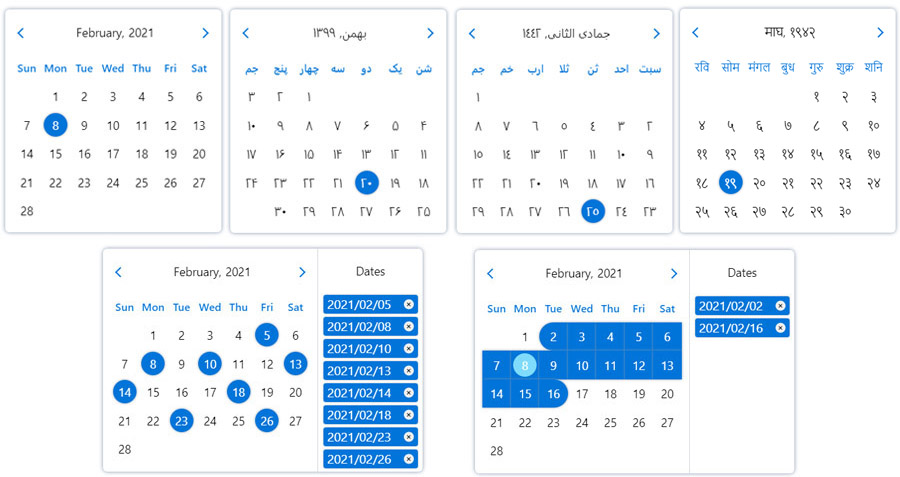 February, 2021
Sun Mon Tue Wed Thu Fri Sat
1 2 3 4 5 6
7 8 9 10 11 12 13
14 15 16 17 18 19 20
21 22 23 24 25 26 27
28
بهمن, ۱۳۹۹
شن یک دو سه چهار پنج جم
۱ ۲ ۳
۴ ۵ ۶ ۷ ۸ ۹ ۱۰
۱۱ ۱۲ ۱۳ ۱۴ ۱۵ ۱۶ ۱۷
۱۸ ۱۹ ۲۰ ۲۱ ۲۲ ۲۳ ۲۴
۲۵ ۲۶ ۲۷ ۲۸ ۲۹ ۳۰
جمادى الثانى, ١٤٤٢
سبت احد ثن ثلا ارب خم جم
١
٢ ٣ ٤ ٥ ٦ ٧ ٨
٩ ١٠ ١١ ١٢ ١٣ ١٤ ١٥
١٦ ١٧ ١٨ ١٩ ٢٠ ٢١ ٢٢
٢٣ ٢٤ ٢٥ ٢٦ ٢٧ ٢٨ ٢٩
माघ, १९४२
रवि सोम मंगल बुध गुरु शुक्र शनि
१ २ ३
४ ५ ६ ७ ८ ९ १०
११ १२ १३ १४ १५ १६ १७
१८ १९ २० २१ २२ २३ २४
२५ २६ २७ २८ २९ ३०
February, 2021
Sun Mon Tue Wed Thu Fri Sat
1 2 3 4 5 6
7 8 9 10 11 12 13
14 15 16 17 18 19 20
21 22 23 24 25 26 27
28
Dates
2021/02/05
2021/02/08
2021/02/10
2021/02/13
2021/02/14
2021/02/18
2021/02/23
2021/02/26
February, 2021
Sun Mon Tue Wed Thu Fri Sat
1 2 3 4 5 6
7 8 9 10 11 12 13
14 15 16 17 18 19 20
21 22 23 24 25 26 27
28
Dates
2021/02/02
2021/02/16